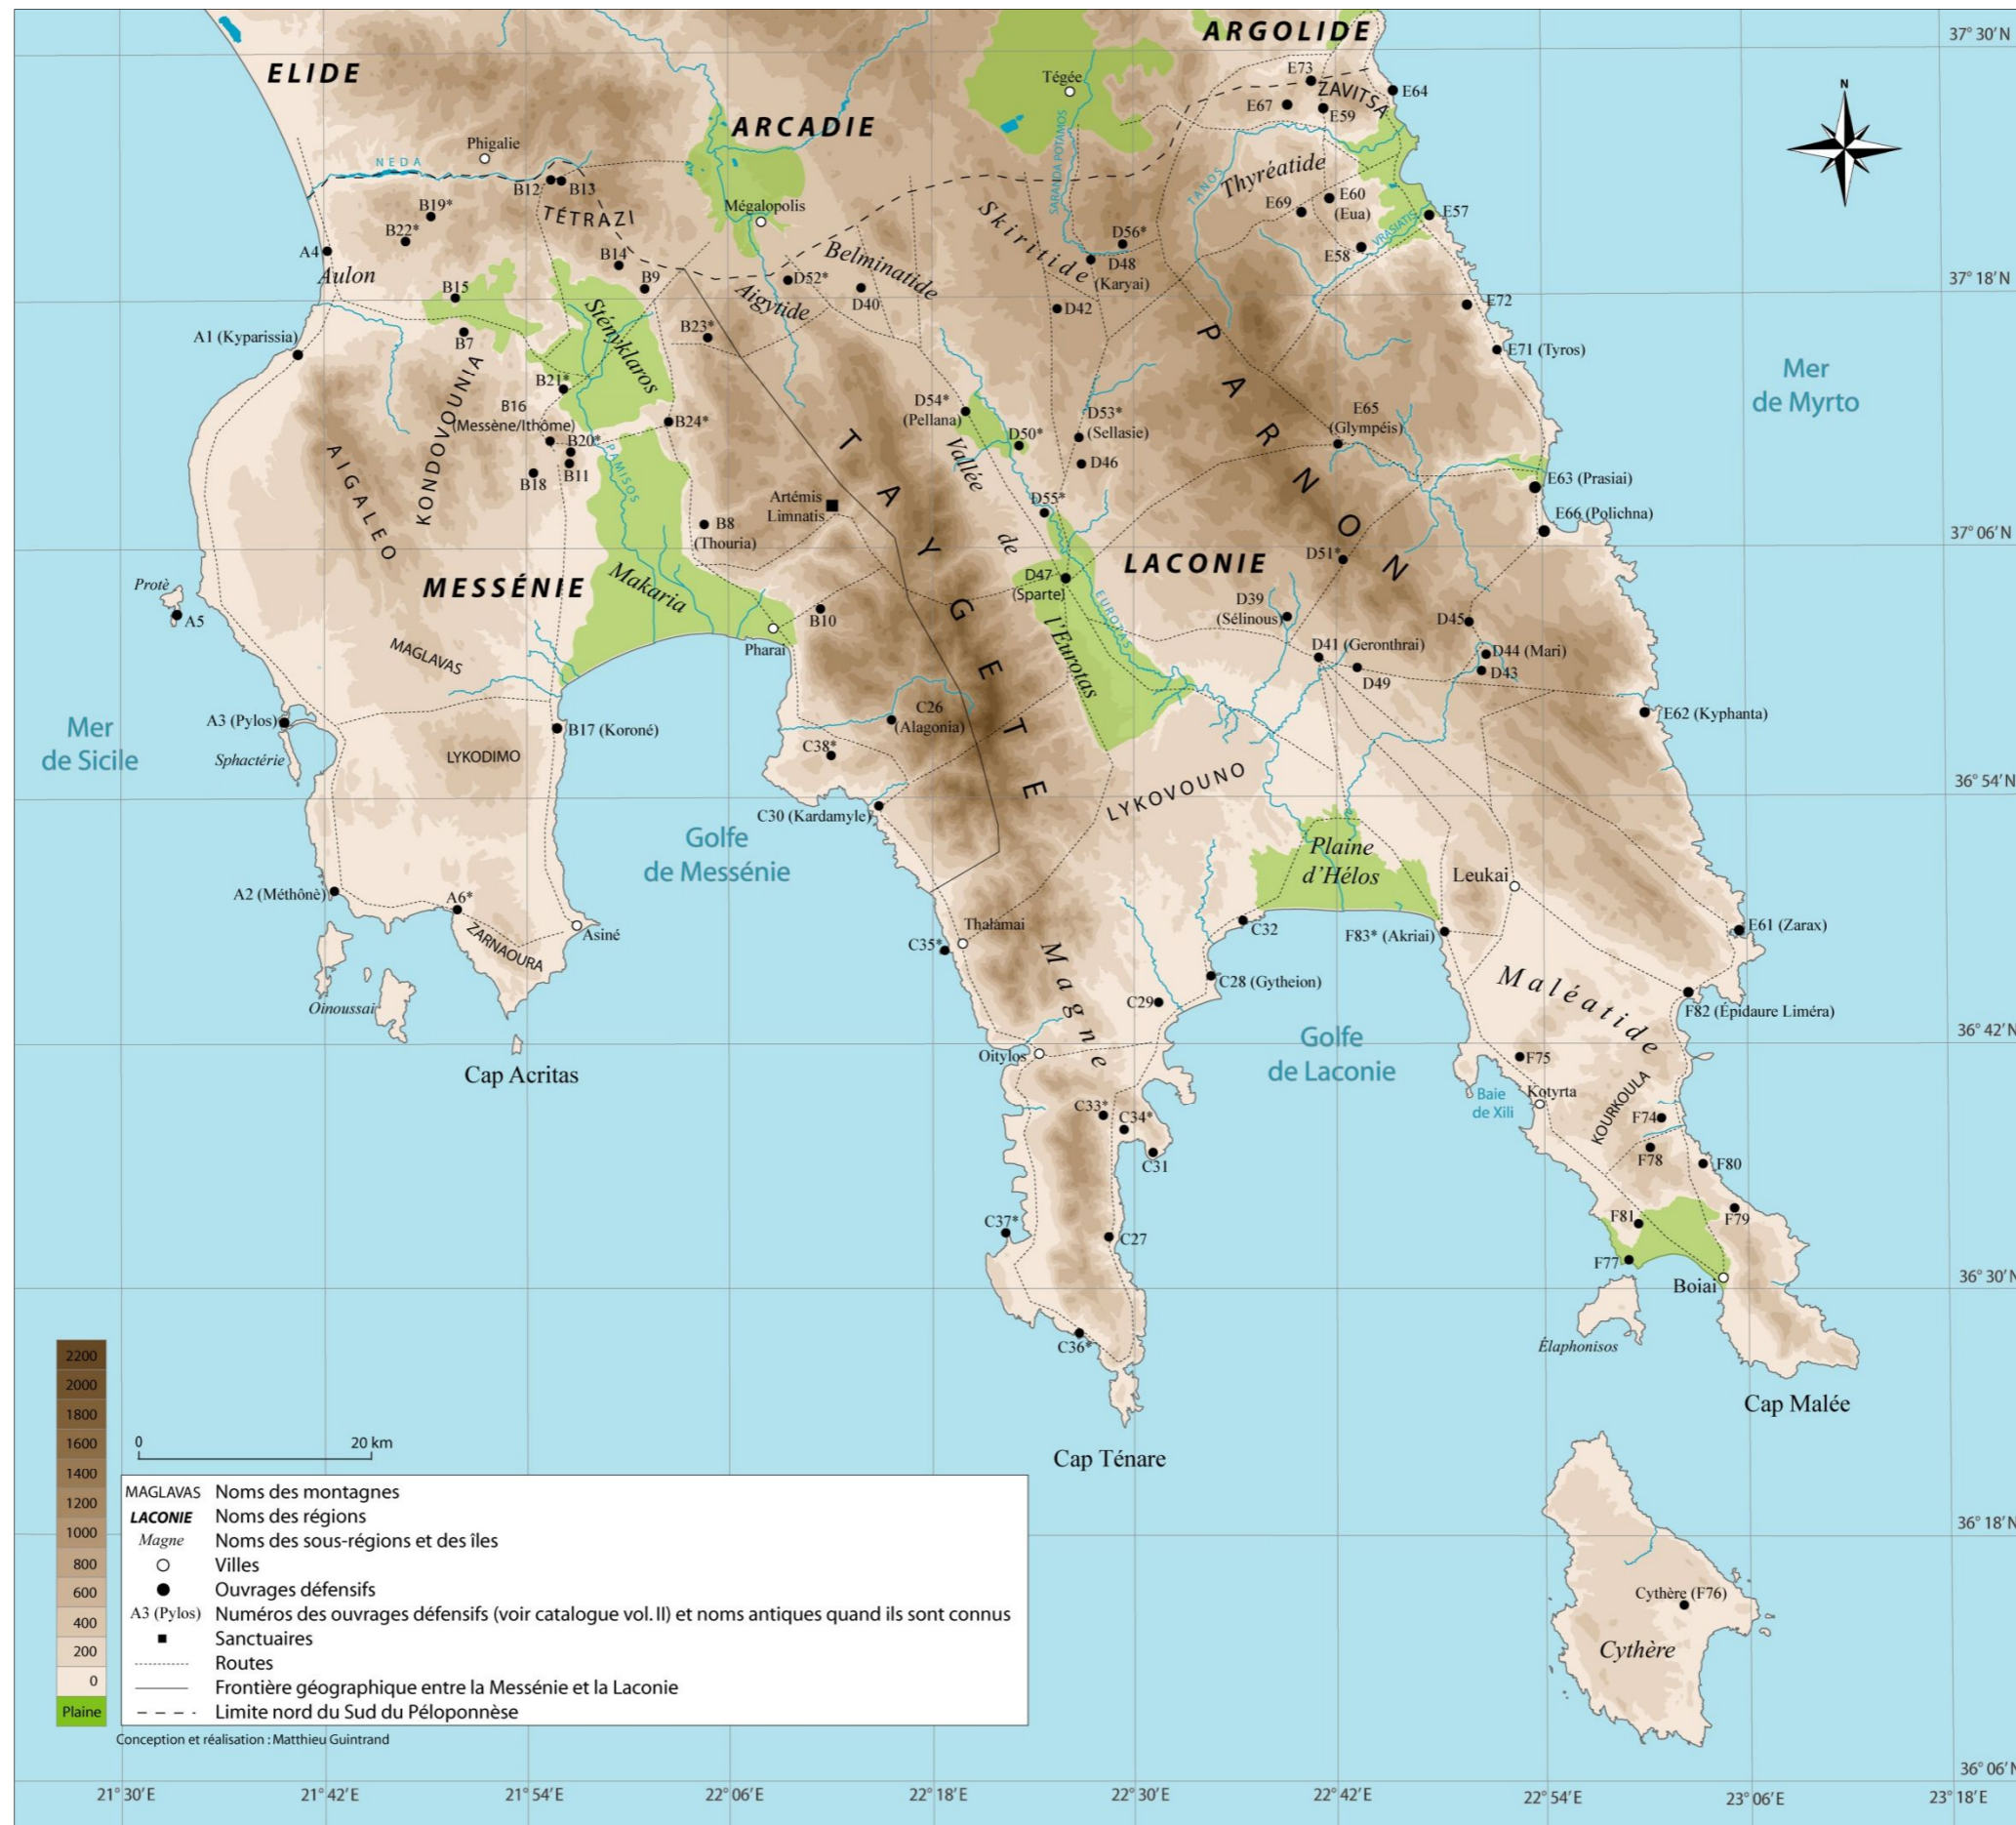 ARGOLIDE
37° 30′ N
ELIDE
Tégée
E73
ZAVITSA
E64
E67
E59
ARCADIE
SARANDA POTAMOS
Phigalie
NEDA
B12
B13
TÉTRAZI
Mégalopolis
TANOS
Thyréatide
E60
(Eua)
E69
E57
VRASIATIS
E58
B19*
B22*
A4
Aulon
B14
B9
B15
Skiritide
D56*
D48
(Karyai)
Belminatide
D52*
D40
Aigytide
D42
37° 18′ N
E72
A1 (Kyparissia)
B7
Stényklaros
B23*
E71 (Tyros)
Mer
de Myrto
PARNON
KONDOVOUNIA
AIGALEO
B21*
B16
(Messène/Ithôme)
B20*
B11
B18
B24*
PAMISOS
TAYGETE
D54*
(Pellana)
D50*
D53*
(Sellasie)
D46
E65
(Glympéis)
Vallée
de
l'Eurotas
Artémis
Limnatis
D55*
E63 (Prasiai)
E66 (Polichna)
B8
(Thouria)
37° 06′ N
MESSÉNIE
Makaria
LACONIE
D51*
D47
(Sparte)
EUROTAS
Protè
A5
B10
D39
(Sélinous)
D45
MAGLAVAS
Pharai
D41 (Geronthrai)
D44 (Mari)
D49
D43
Mer
de Sicile
A3 (Pylos)
Sphactérie
LYKODIMO
B17 (Koroné)
C26
(Alagonia)
C38*
E62 (Kyphanta)
LYKOVOUNO
36° 54′ N
C30 (Kardamyle)
Golfe
de Messénie
Plaine
d'Hélos
Leukai
A2 (Méthônè)
A6*
ZARNAOURA
Asiné
Thalamai
C35*
C32
F83* (Akriai)
E61 (Zarax)
Magne
Oinoussai
C29
C28 (Gytheion)
Maléatide
F82 (Épidaure Liméra)
36° 42′ N
Cap Acritas
Oitylos
Golfe
de Laconie
F75
Baie
de Xili
Kotyrta
KOURKOULA
F74
C33*
C34*
C31
F78
F80
C37*
C27
F81
F79
F77
Boiai
36° 30′ N
C36*
Élaphonisos
Cap Ténare
Cap Malée
2200
2000
1800
1600
1400
1200
1000
800
600
400
200
0
Plaine
0 20 km
MAGLAVAS Noms des montagnes
LACONIE Noms des régions
Magne Noms des sous-régions et des îles
Villes
Ouvrages défensifs
A3 (Pylos) Numéros des ouvrages défensifs (voir catalogue vol. II) et noms antiques quand ils sont connus
Sanctuaires
Routes
Frontière géographique entre la Messénie et la Laconie
Limite nord du Sud du Péloponnèse
Conception et réalisation : Matthieu Guintrand
36° 18′ N
Cythère (F76)
Cythère
36° 06′ N
21° 30′ E 21° 42′ E 21° 54′ E 22° 06′ E 22° 18′ E 22° 30′ E 22° 42′ E 22° 54′ E 23° 06′ E 23° 18′ E
N